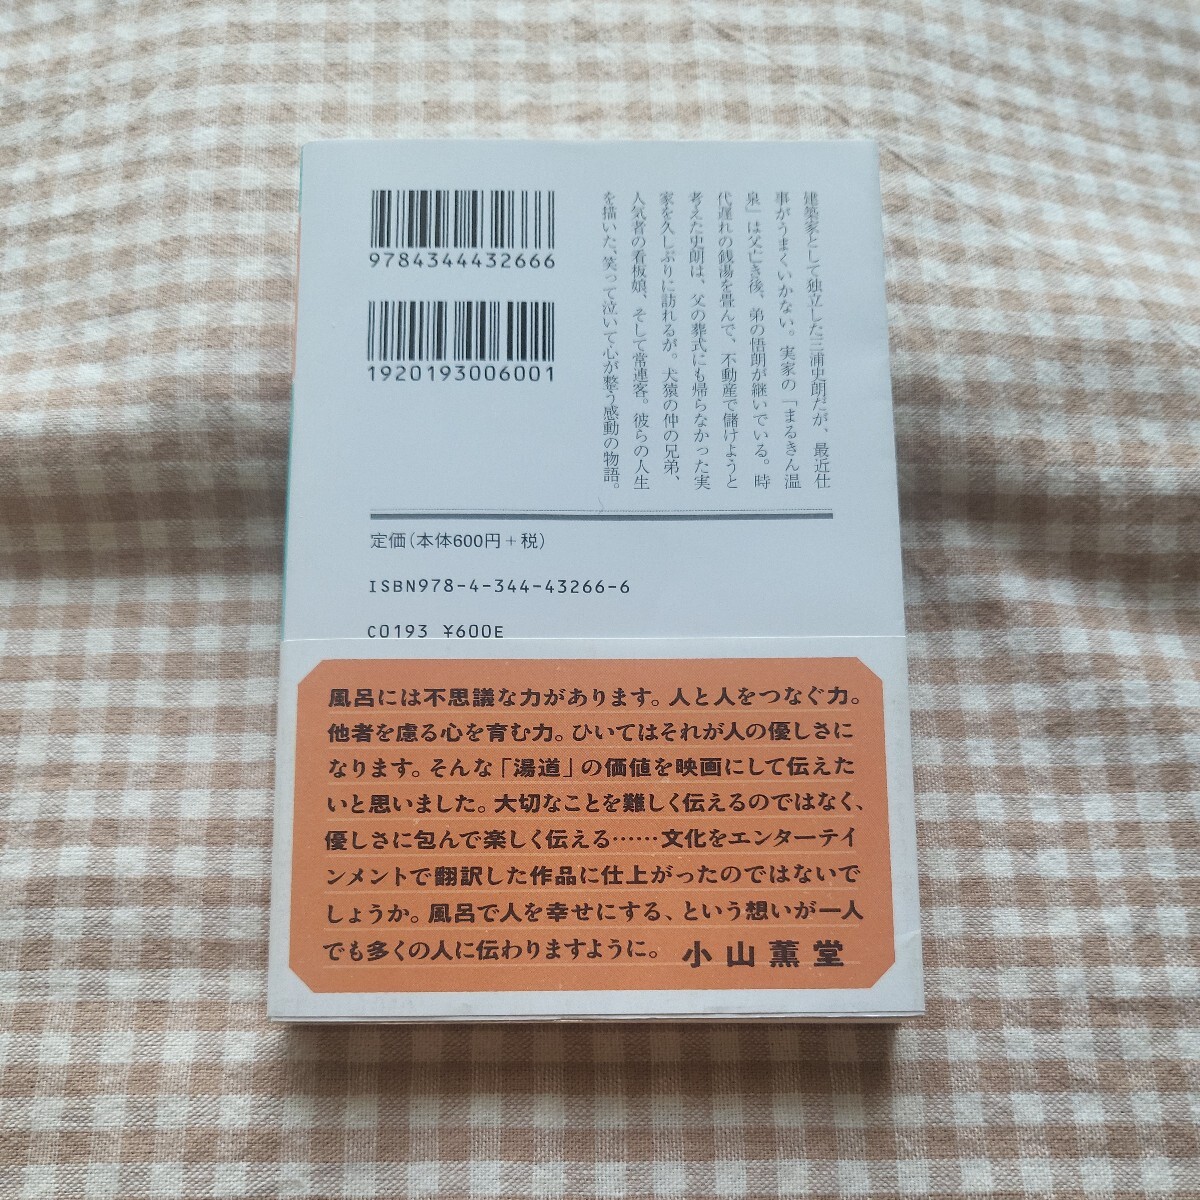 9784344432666
1920193006001
建築家として独立した三浦史朗だが、最近仕
事がうまくいかない。実家の「まるきん温
泉」は父亡き後、弟の悟朗が継いでいる。時
代遅れの銭湯を畳んで、不動産で儲けようと
考えた史朗は、父の葬式にも帰らなかった実
家を久しぶりに訪れるが。犬猿の仲の兄弟、
人気者の看板娘、そして常連客。彼らの人生
を描いた、笑って泣いて心が整う感動の物語。
定価(本体600円+税)
ISBN978-4-344-43266-6
C0193 ¥600E
風呂には不思議な力があります。人と人をつなぐ力。
他者を慮る心を育む力。ひいてはそれが人の優しさに
なります。そんな「湯道」の価値を映画にして伝えた
いと思いました。大切なことを難しく伝えるのではなく、
優しさに包んで楽しく伝える……文化をエンターテイ
ンメントで翻訳した作品に仕上がったのではないで
しょうか。風呂で人を幸せにする、という想いが一人
でも多くの人に伝わりますように。 小山薫堂